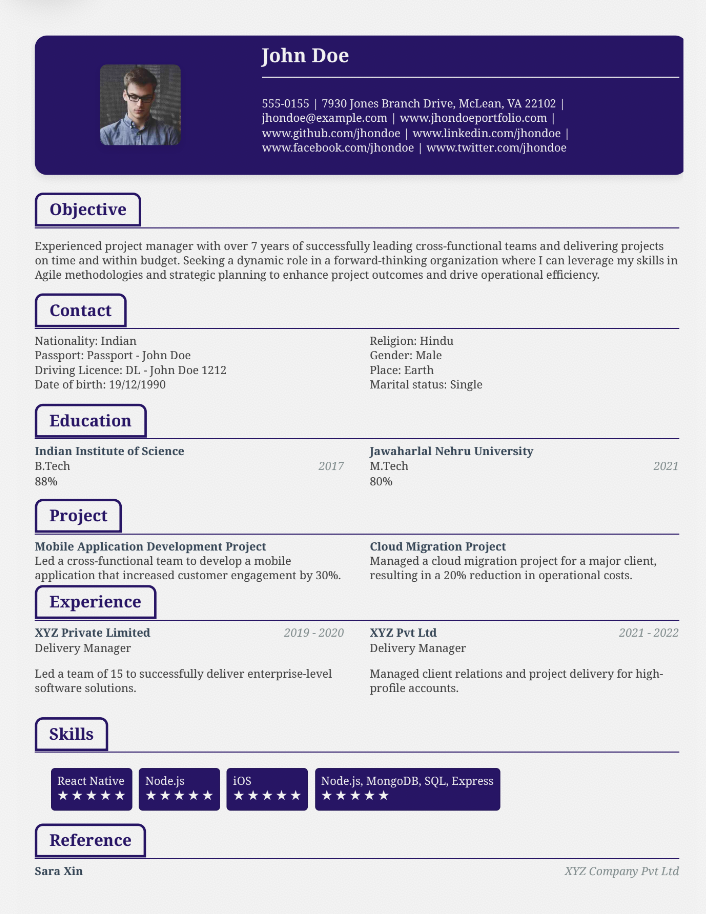 John Doe
555-0155 | 7930 Jones Branch Drive, McLean, VA 22102 |
jhondoe@example.com | www.jhondoeportfolio.com |
www.github.com/jhondoe | www.linkedin.com/jhondoe |
www.facebook.com/jhondoe | www.twitter.com/jhondoe
Objective
Experienced project manager with over 7 years of successfully leading cross-functional teams and delivering projects
on time and within budget. Seeking a dynamic role in a forward-thinking organization where I can leverage my skills in
Agile methodologies and strategic planning to enhance project outcomes and drive operational efficiency.
Contact
Nationality: Indian
Passport: Passport - John Doe
Driving Licence: DL - John Doe 1212
Date of birth: 19/12/1990
Religion: Hindu
Gender: Male
Place: Earth
Marital status: Single
Education
Indian Institute of Science
B.Tech 2017
88%
Jawaharlal Nehru University
M.Tech 2021
80%
Project
Mobile Application Development Project
Led a cross-functional team to develop a mobile
application that increased customer engagement by 30%.
Cloud Migration Project
Managed a cloud migration project for a major client,
resulting in a 20% reduction in operational costs.
Experience
XYZ Private Limited 2019 - 2020
Delivery Manager
Led a team of 15 to successfully deliver enterprise-level
software solutions.
XYZ Pvt Ltd 2021 - 2022
Delivery Manager
Managed client relations and project delivery for high-
profile accounts.
Skills
React Native
★★★★★
Node.js
★★★★★
iOS
★★★★★
Node.js, MongoDB, SQL, Express
★★★★★
Reference
Sara Xin XYZ Company Pvt Ltd